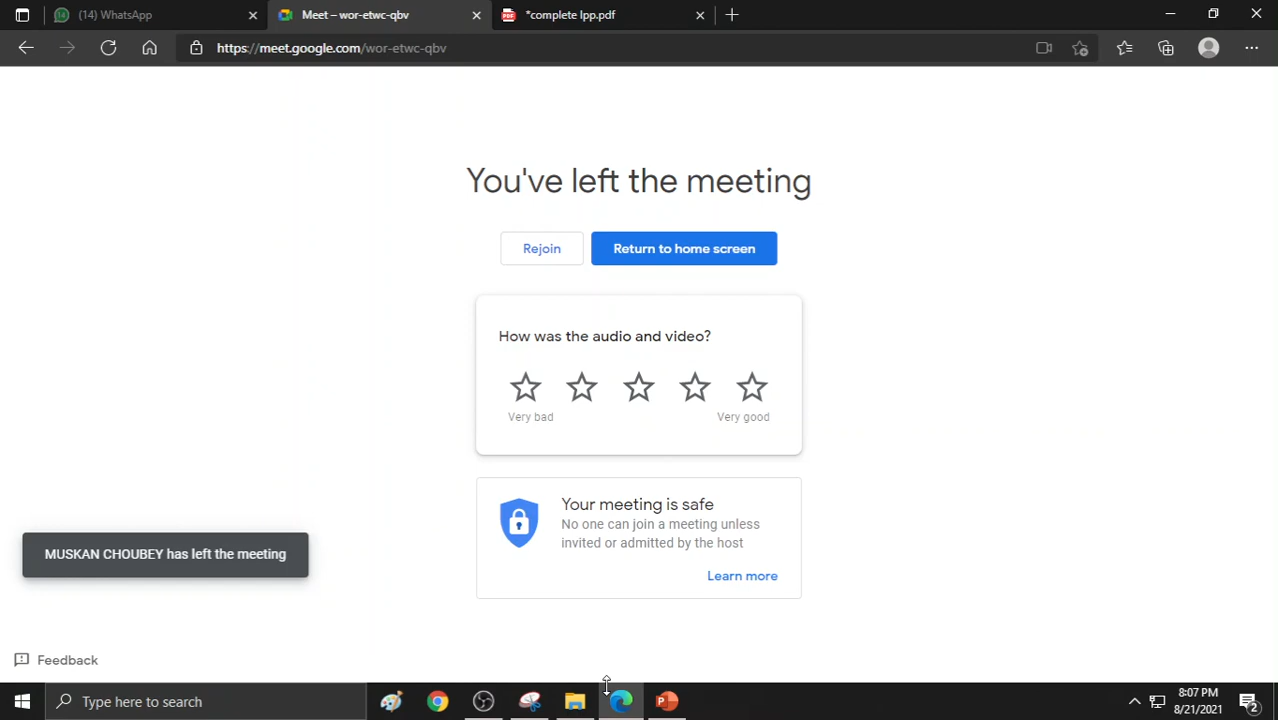 (14) WhatsApp
Meet – wor-etwc-qbv
PDF
*complete lpp.pdf
https://meet.google.com/wor-etwc-qbv
You've left the meeting
Rejoin
Return to home screen
How was the audio and video?
Very bad
Very good
Your meeting is safe
No one can join a meeting unless
invited or admitted by the host
Learn more
MUSKAN CHOUBEY has left the meeting
Feedback
Type here to search
8:07 PM
8/21/2021
2